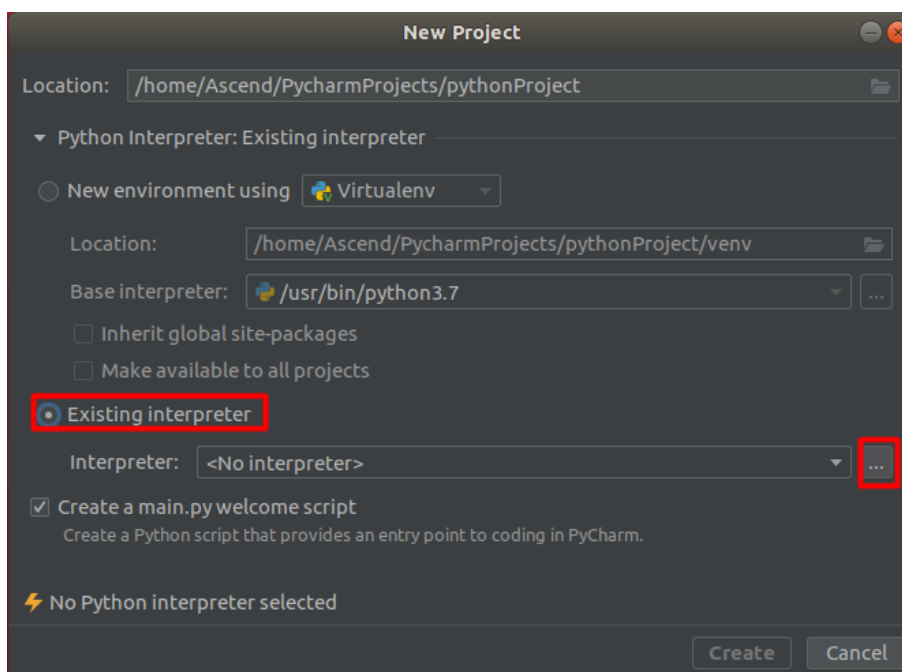 New Project
Location: /home/Ascend/PycharmProjects/pythonProject
Python Interpreter: Existing interpreter
New environment using Virtualenv
Location: /home/Ascend/PycharmProjects/pythonProject/venv
Base interpreter: /usr/bin/python3.7 ...
Inherit global site-packages
Make available to all projects
Existing interpreter
Interpreter: <No interpreter> ...
Create a main.py welcome script
Create a Python script that provides an entry point to coding in PyCharm.
No Python interpreter selected
Create Cancel